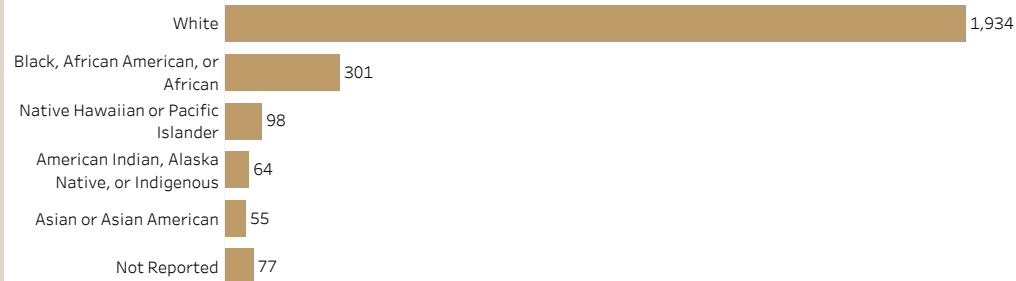 White 1,934
Black, African American, or
African 301
Native Hawaiian or Pacific
Islander 98
American Indian, Alaska
Native, or Indigenous 64
Asian or Asian American 55
Not Reported 77